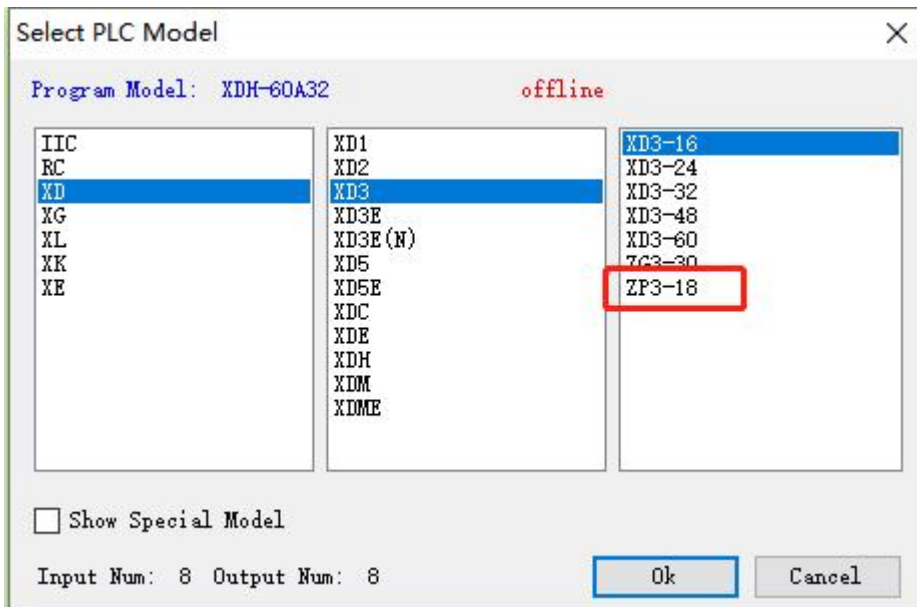 Select PLC Model
Program Model: XDH-60A32 offline
IIC
RC
XD
XG
XL
XK
XE
XD1
XD2
XD3
XD3E
XD3E(N)
XD5
XD5E
XDC
XDE
XDH
XDM
XDME
XD3-16
XD3-24
XD3-32
XD3-48
XD3-60
ZG3-30
ZP3-18
Show Special Model
Input Num: 8 Output Num: 8
Ok
Cancel